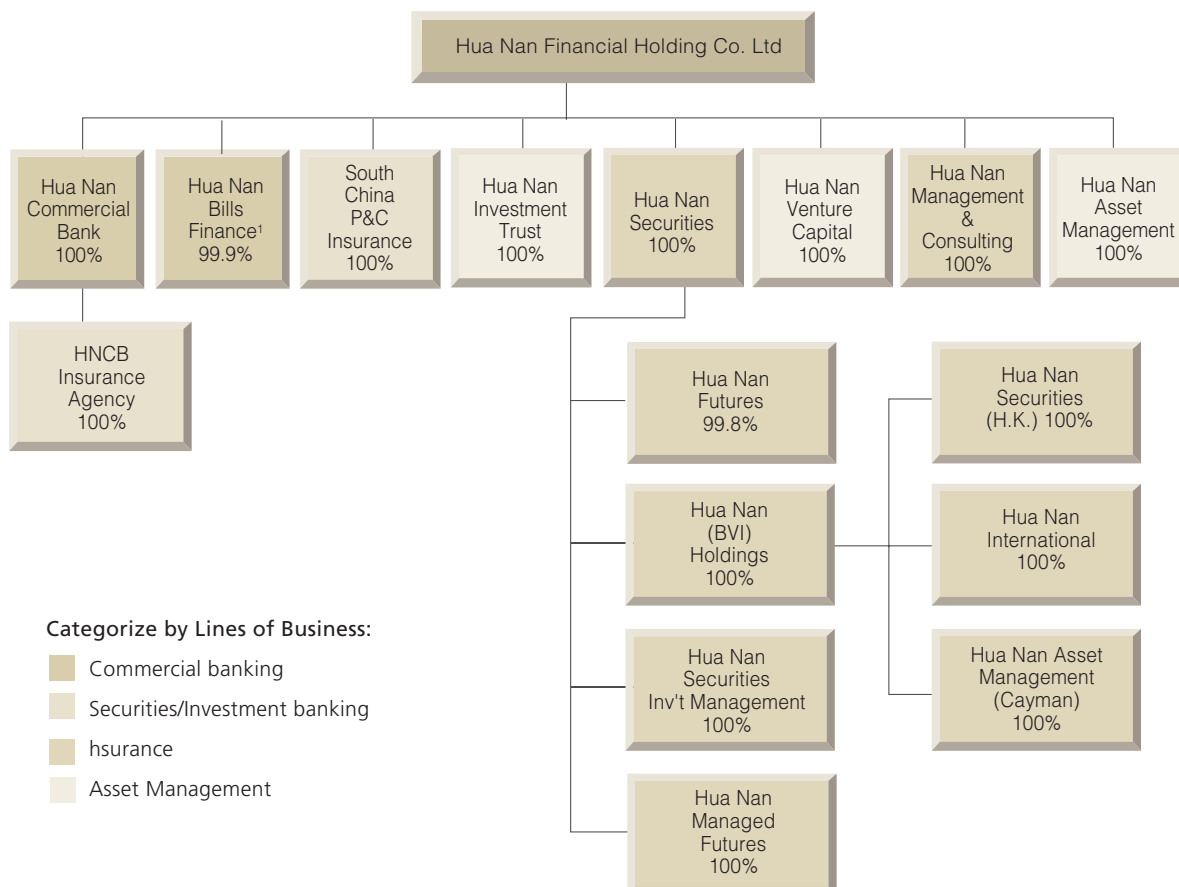 Hua Nan Financial Holding Co. Ltd
Hua Nan
Commercial
Bank
100%
Hua Nan
Bills
Finance¹
99.9%
South
China
P&C
Insurance
100%
Hua Nan
Investment
Trust
100%
Hua Nan
Securities
100%
Hua Nan
Venture
Capital
100%
Hua Nan
Management
&
Consulting
100%
Hua Nan
Asset
Management
100%
HNCB
Insurance
Agency
100%
Hua Nan
Futures
99.8%
Hua Nan
Securities
(H.K.) 100%
Hua Nan
(BVI)
Holdings
100%
Hua Nan
International
100%
Hua Nan
Securities
Inv't Management
100%
Hua Nan Asset
Management
(Cayman)
100%
Hua Nan
Managed
Futures
100%
Categorize by Lines of Business:
Commercial banking
Securities/Investment banking
hsurance
Asset Management